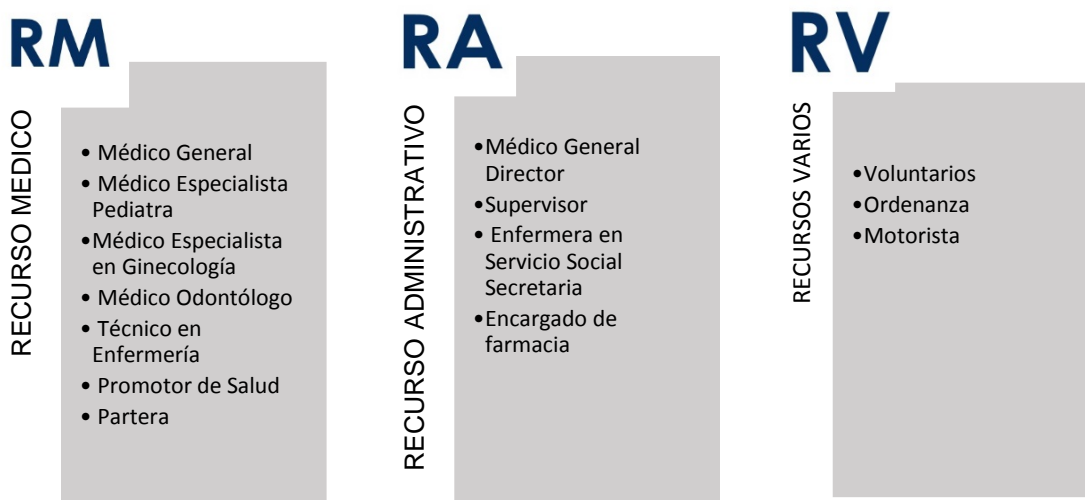 RM
RECURSO MEDICO
• Médico General
• Médico Especialista
Pediatra
•Médico Especialista
en Ginecología
• Médico Odontólogo
• Técnico en
Enfermería
• Promotor de Salud
• Partera
RA
RECURSO ADMINISTRATIVO
•Médico General
Director
•Supervisor
• Enfermera en
Servicio Social
Secretaria
•Encargado de
farmacia
RV
RECURSOS VARIOS
•Voluntarios
•Ordenanza
•Motorista